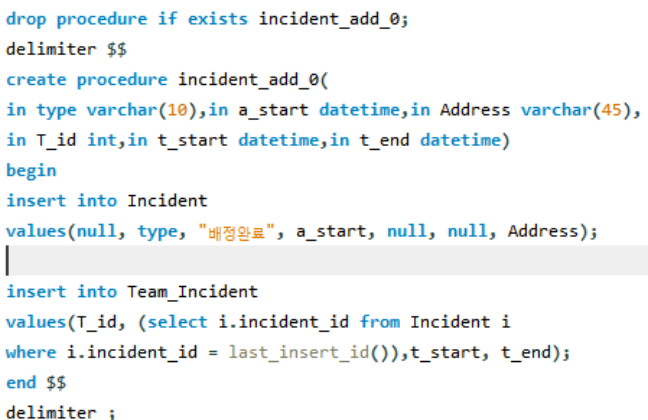 drop procedure if exists incident_add_0;
delimiter $$
create procedure incident_add_0(
in type varchar(10),in a_start datetime,in Address varchar(45),
in T_id int,in t_start datetime,in t_end datetime)
begin
insert into Incident
values(null, type, "배정완료", a_start, null, null, Address);
insert into Team_Incident
values(T_id, (select i.incident_id from Incident i
where i.incident_id = last_insert_id()),t_start, t_end);
end $$
delimiter ;